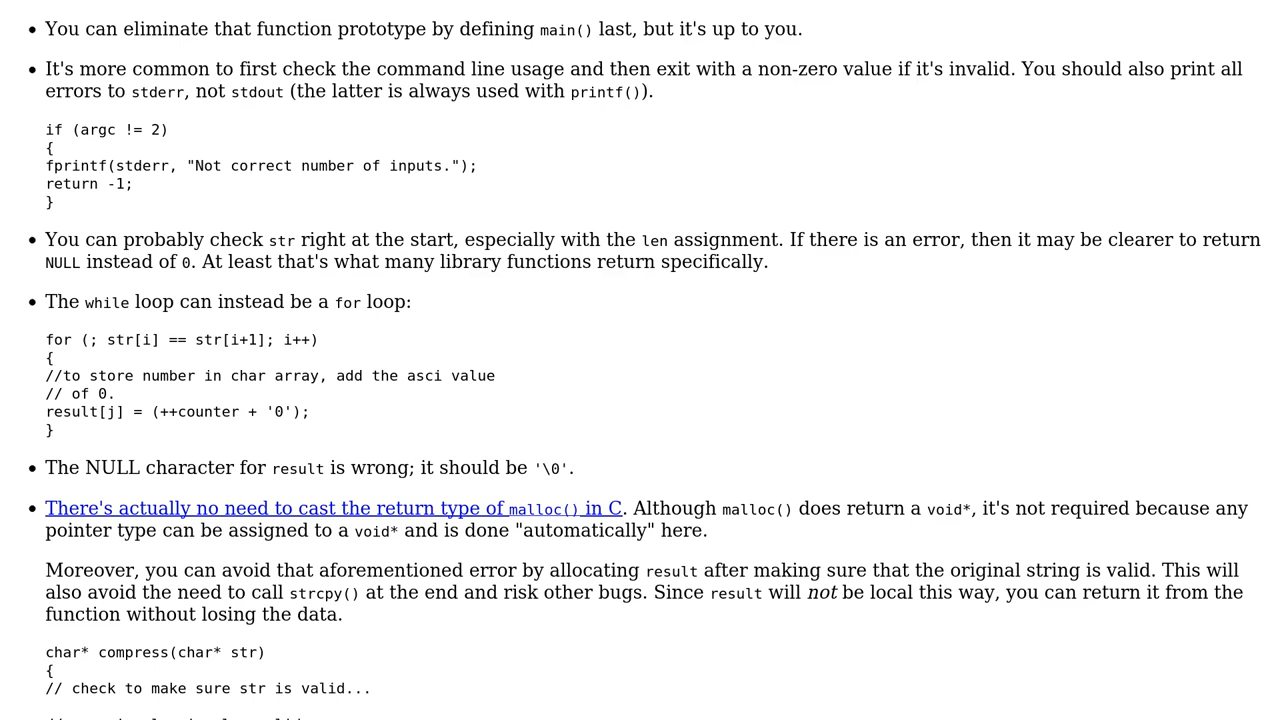 You can eliminate that function prototype by defining main() last, but it's up to you.
It's more common to first check the command line usage and then exit with a non-zero value if it's invalid. You should also print all
errors to stderr, not stdout (the latter is always used with printf()).
if (argc != 2)
{
fprintf(stderr, "Not correct number of inputs.");
return -1;
}
You can probably check str right at the start, especially with the len assignment. If there is an error, then it may be clearer to return
NULL instead of 0. At least that's what many library functions return specifically.
The while loop can instead be a for loop:
for (; str[i] == str[i+1]; i++)
{
//to store number in char array, add the asci value
// of 0.
result[j] = (++counter + '0');
}
The NULL character for result is wrong; it should be '\0'.
There's actually no need to cast the return type of malloc() in C. Although malloc() does return a void*, it's not required because any
pointer type can be assigned to a void* and is done "automatically" here.
Moreover, you can avoid that aforementioned error by allocating result after making sure that the original string is valid. This will
also avoid the need to call strcpy() at the end and risk other bugs. Since result will not be local this way, you can return it from the
function without losing the data.
char* compress(char* str)
{
// check to make sure str is valid...